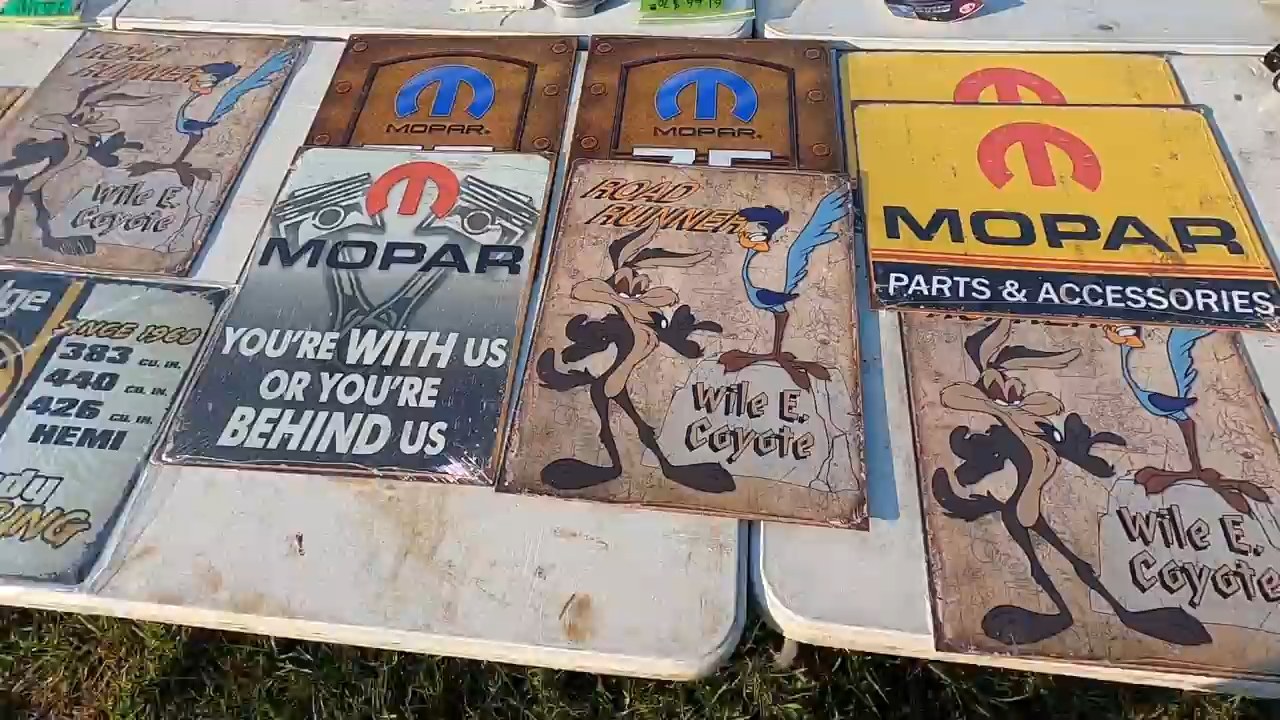 ROAD
RUNNER
Wile E.
Coyote
MOPAR
MOPAR
MOPAR
YOU'RE WITH US
OR YOU'RE
BEHIND US
ROAD
RUNNER
Wile E.
Coyote
MOPAR
PARTS & ACCESSORIES
Wile E.
Coyote
SINCE 1968
383 CU. IN.
440 CU. IN.
426 CU. IN.
HEMI